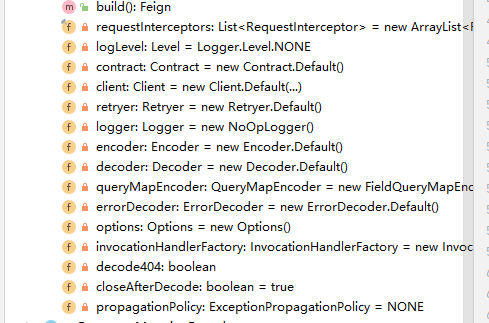 build(): Feign
requestInterceptors: List<RequestInterceptor> = new ArrayList<
logLevel: Level = Logger.Level.NONE
contract: Contract = new Contract.Default()
client: Client = new Client.Default(...)
retryer: Retryer = new Retryer.Default()
logger: Logger = new NoOpLogger()
encoder: Encoder = new Encoder.Default()
decoder: Decoder = new Decoder.Default()
queryMapEncoder: QueryMapEncoder = new FieldQueryMapEnc
errorDecoder: ErrorDecoder = new ErrorDecoder.Default()
options: Options = new Options()
invocationHandlerFactory: InvocationHandlerFactory = new Invoc
decode404: boolean
closeAfterDecode: boolean = true
propagationPolicy: ExceptionPropagationPolicy = NONE